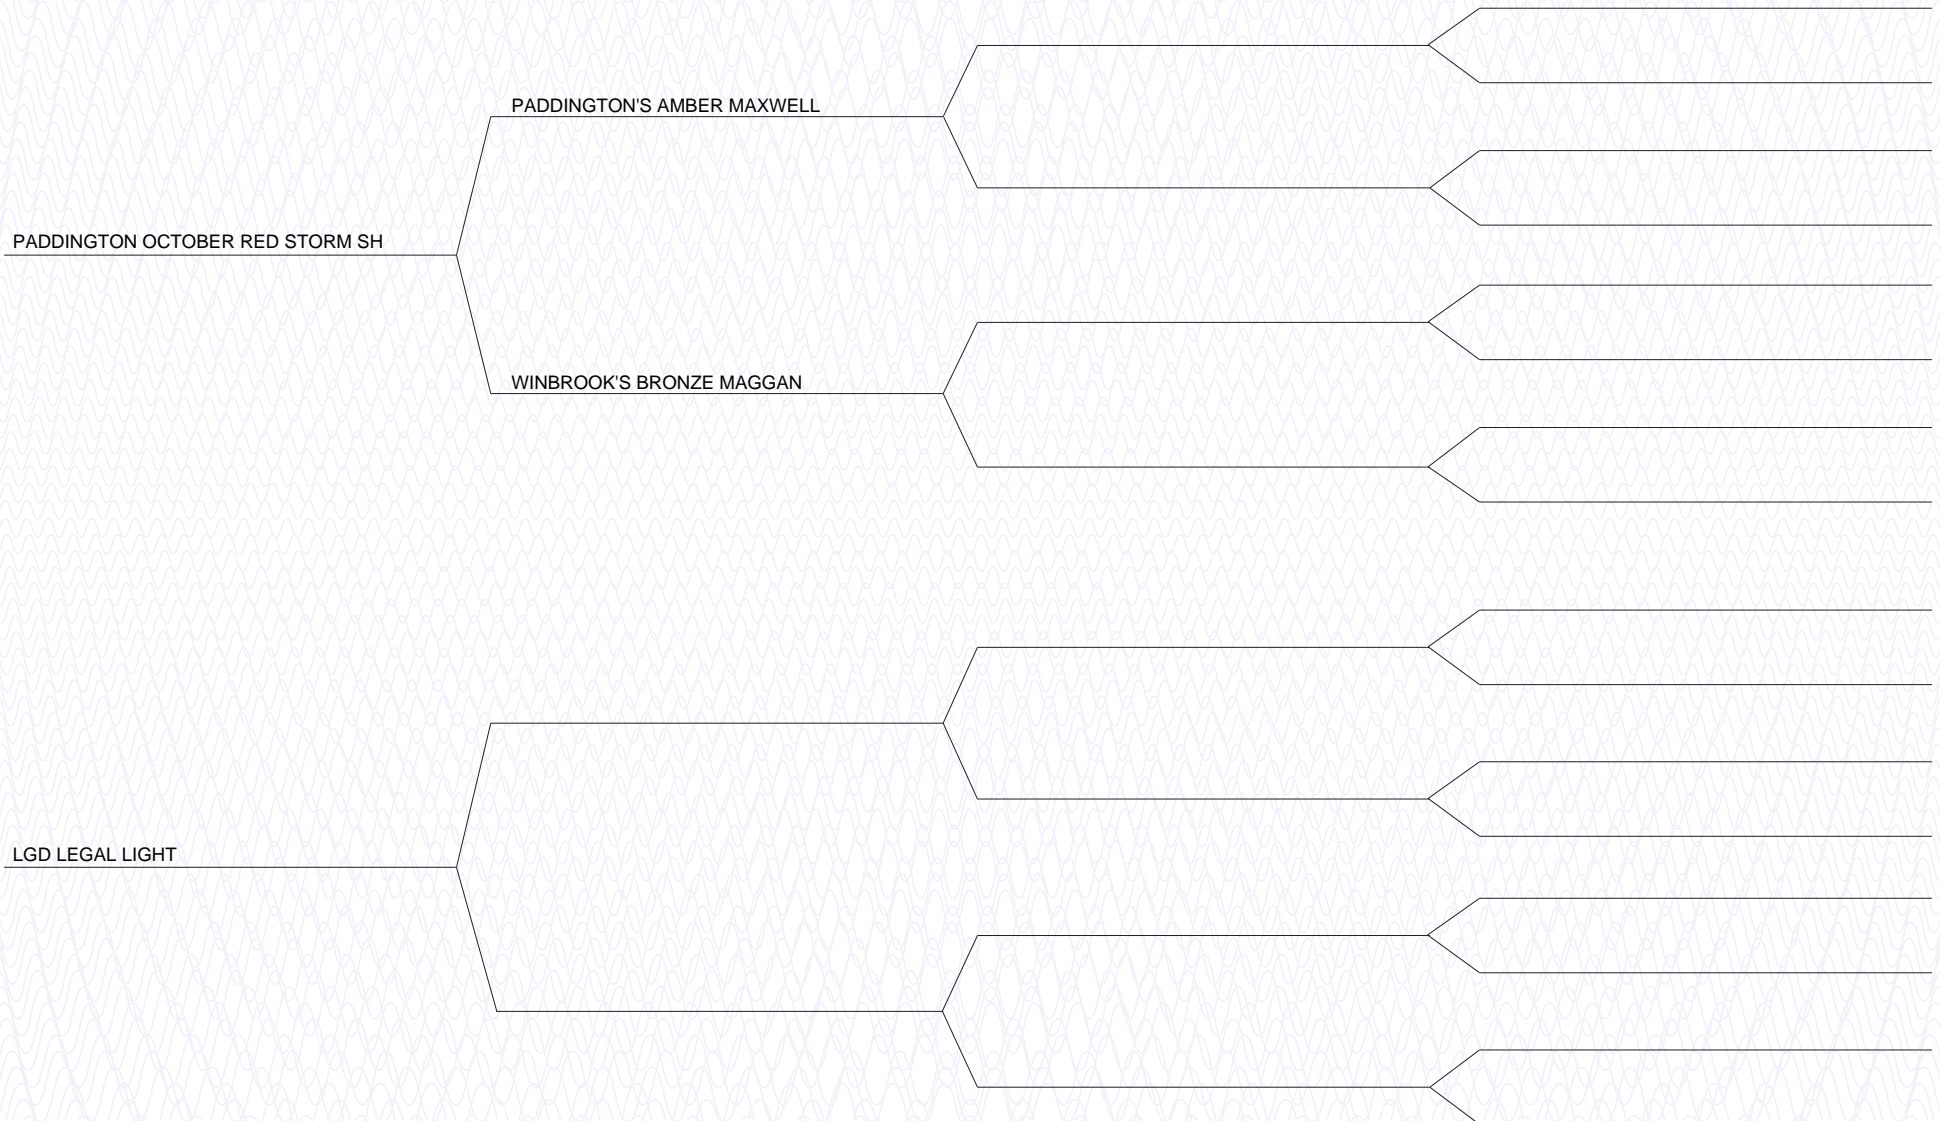 PADDINGTON'S AMBER MAXWELL
PADDINGTON OCTOBER RED STORM SH
WINBROOK'S BRONZE MAGGAN
LGD LEGAL LIGHT